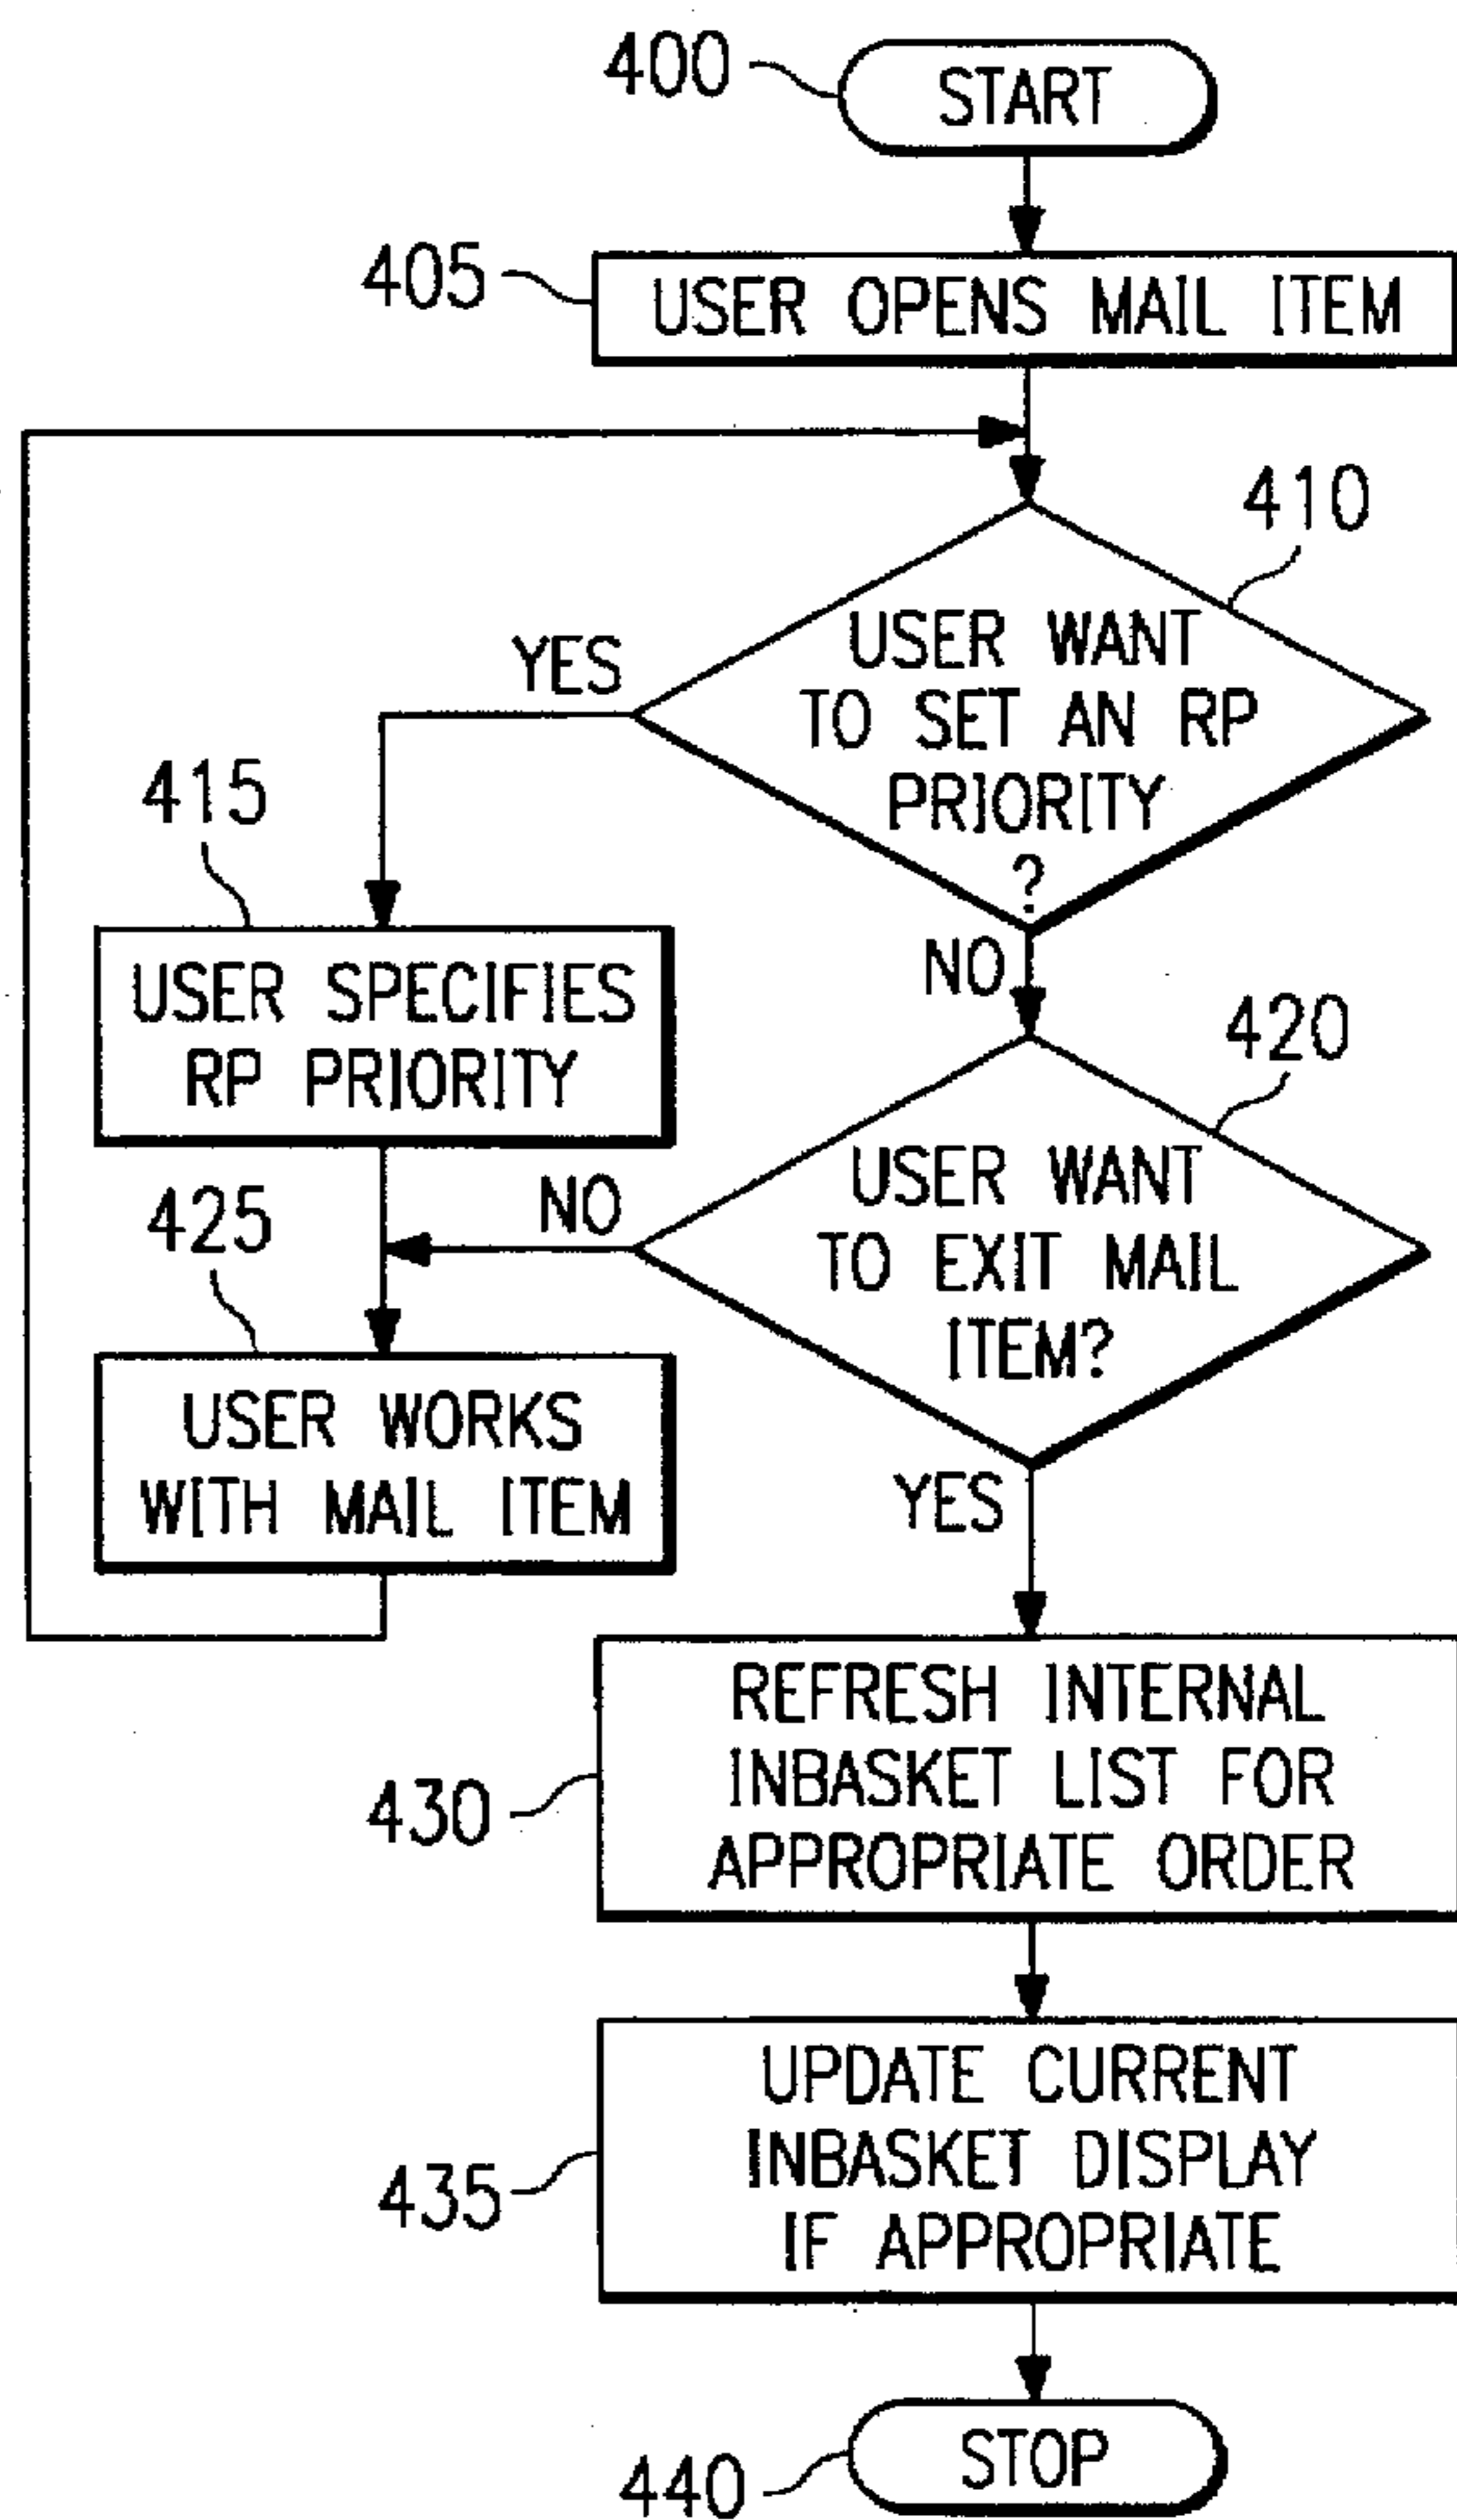 400
START
405
USER OPENS MAIL ITEM
410
USER WANT
TO SET AN RP
PRIORITY
?
YES
NO
415
USER SPECIFIES
RP PRIORITY
420
USER WANT
TO EXIT MAIL
ITEM?
NO
YES
425
USER WORKS
WITH MAIL ITEM
430
REFRESH INTERNAL
INBASKET LIST FOR
APPROPRIATE ORDER
435
UPDATE CURRENT
INBASKET DISPLAY
IF APPROPRIATE
440
STOP